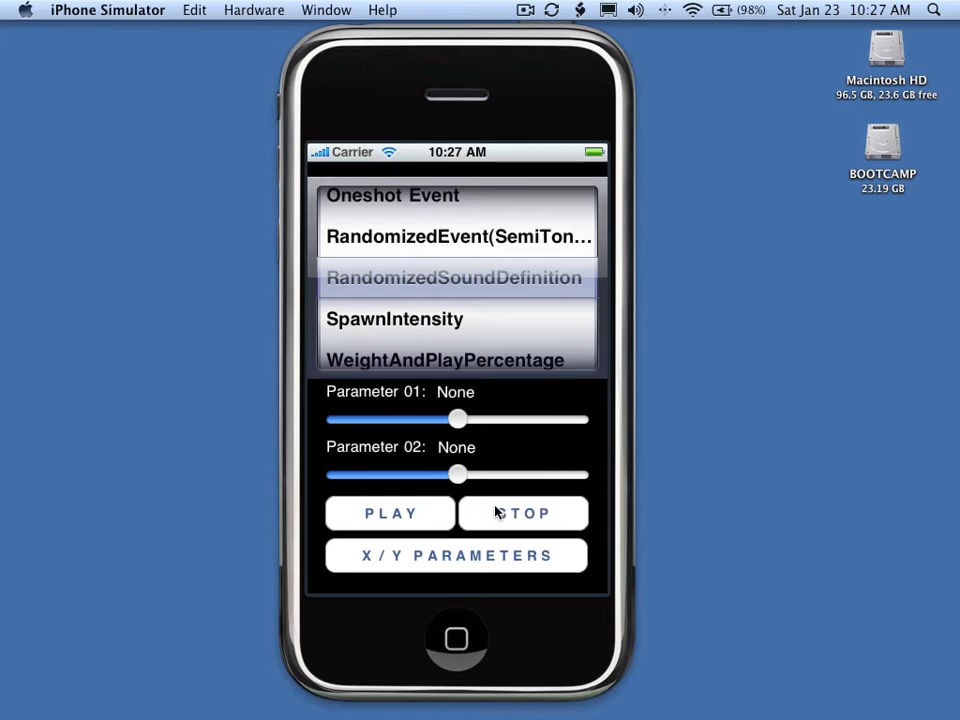 iPhone Simulator Edit Hardware Window Help (98%) Sat Jan 23 10:27 AM
Macintosh HD
96.5 GB, 23.6 GB free
BOOTCAMP
23.19 GB
Carrier 10:27 AM
Oneshot Event
RandomizedEvent(SemiTon...
RandomizedSoundDefinition
SpawnIntensity
WeightAndPlayPercentage
Parameter 01: None
Parameter 02: None
PLAY STOP
X/Y PARAMETERS